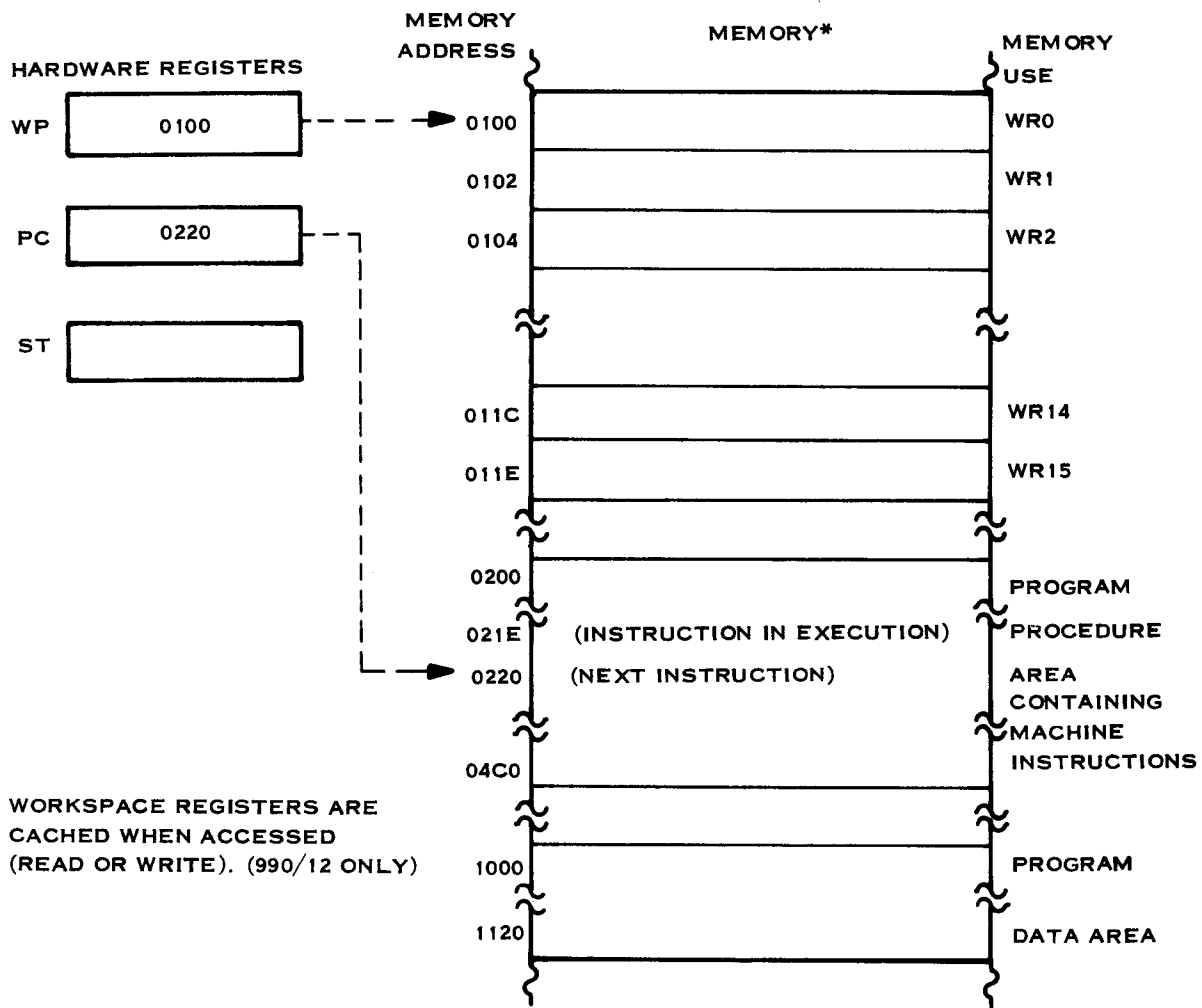 MEMORY ADDRESS
MEMORY*
MEMORY USE
HARDWARE REGISTERS
WP 0100
0100 WR0
0102 WR1
PC 0220
0104 WR2
ST
011C WR14
011E WR15
0200 PROGRAM
021E (INSTRUCTION IN EXECUTION) PROCEDURE
0220 (NEXT INSTRUCTION) AREA
CONTAINING
MACHINE
04C0 INSTRUCTIONS
WORKSPACE REGISTERS ARE
CACHED WHEN ACCESSED
(READ OR WRITE). (990/12 ONLY)
1000 PROGRAM
1120 DATA AREA